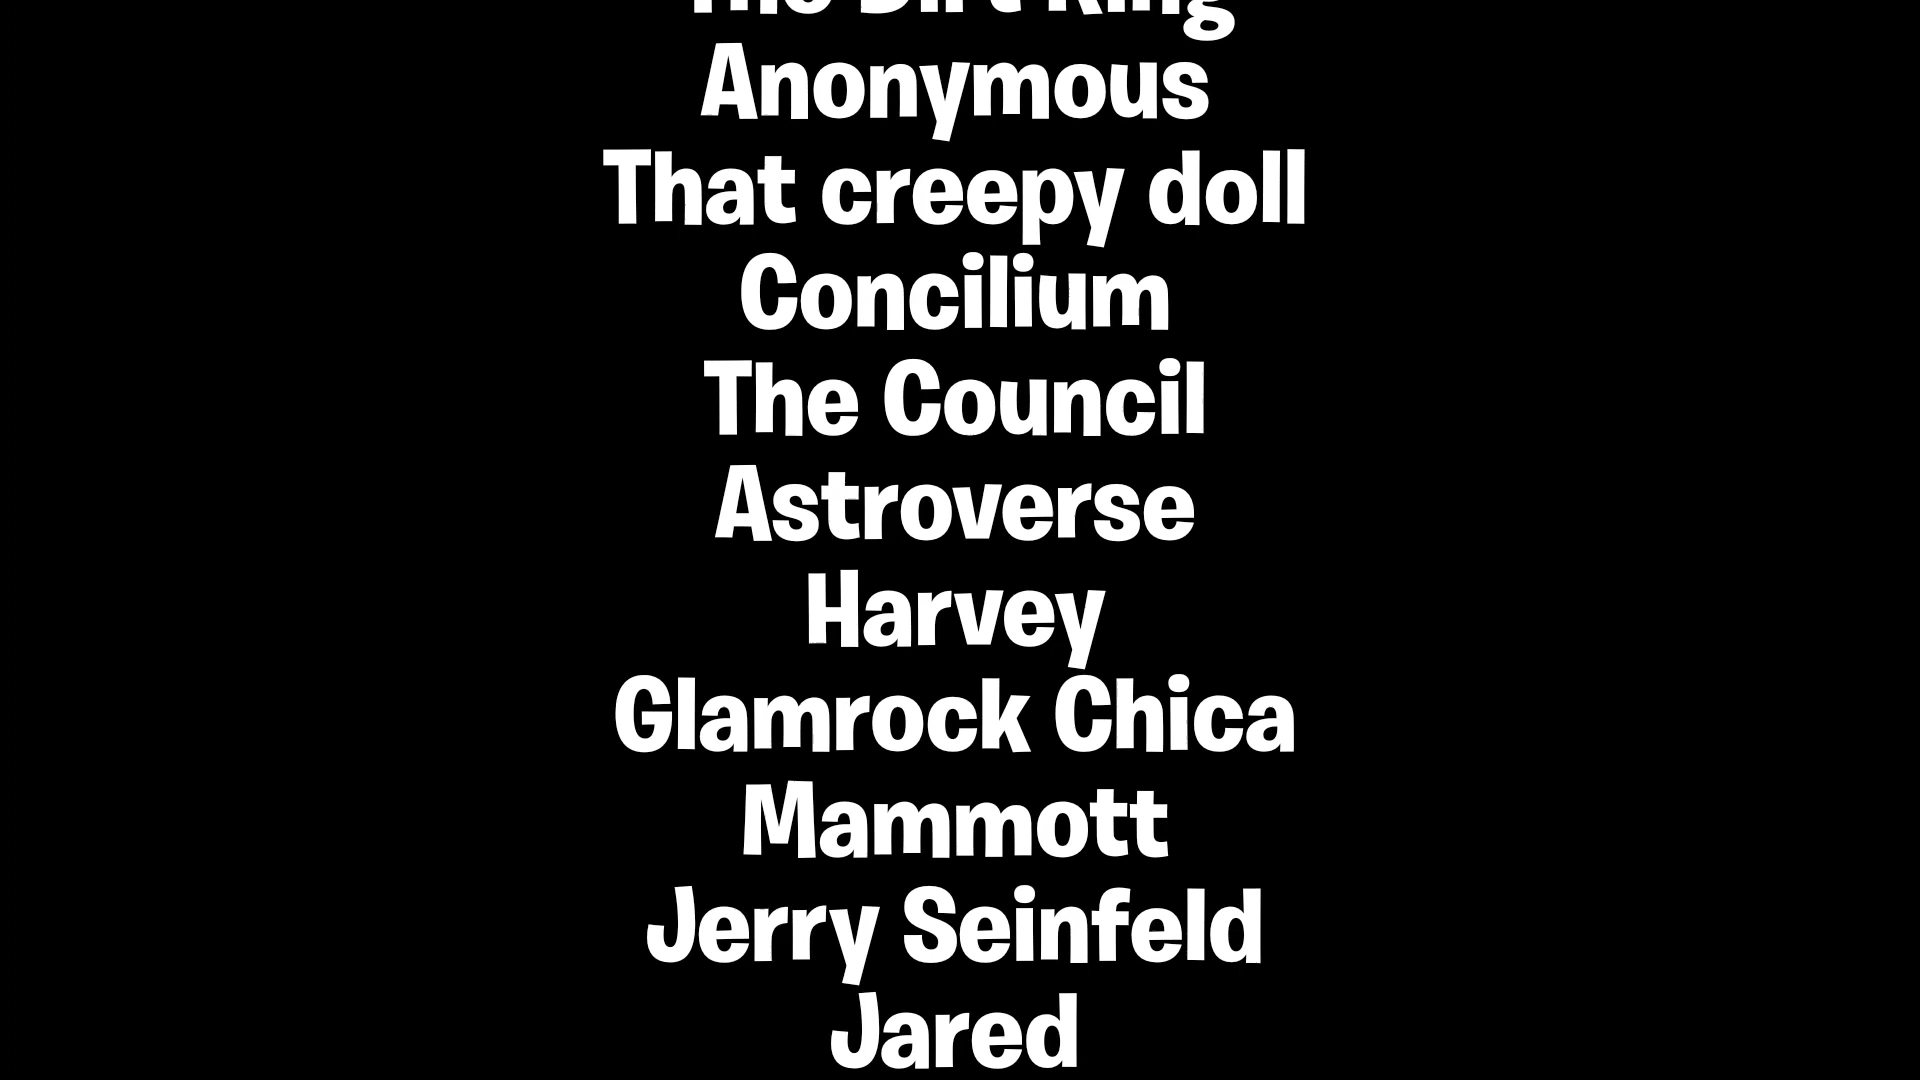 The Dirt King
Anonymous
That creepy doll
Concilium
The Council
Astroverse
Harvey
Glamrock Chica
Mammott
Jerry Seinfeld
Jared